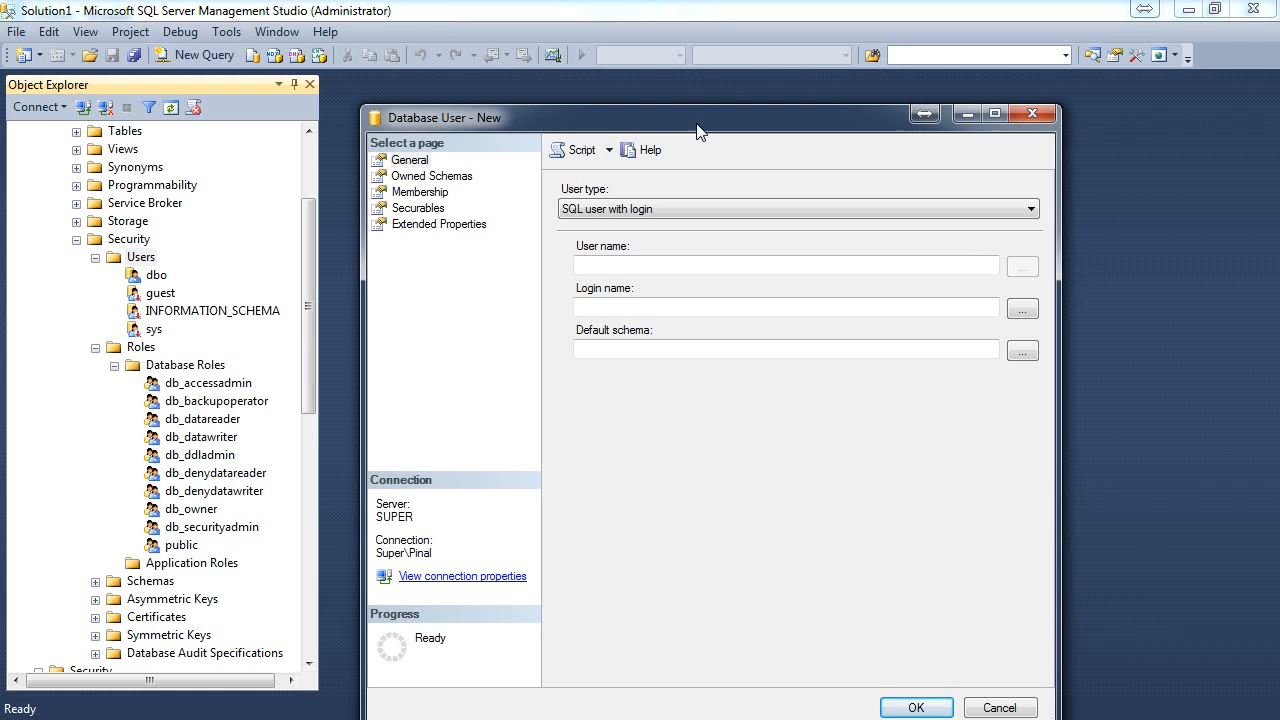 Solution1 - Microsoft SQL Server Management Studio (Administrator)
File Edit View Project Debug Tools Window Help
New Query
Object Explorer
Connect
Tables
Views
Synonyms
Programmability
Service Broker
Storage
Security
Users
dbo
guest
INFORMATION_SCHEMA
sys
Roles
Database Roles
db_accessadmin
db_backupoperator
db_datareader
db_datawriter
db_ddladmin
db_denydatareader
db_denydatawriter
db_owner
db_securityadmin
public
Application Roles
Schemas
Asymmetric Keys
Certificates
Symmetric Keys
Database Audit Specifications
Security
Database User - New
Select a page
General
Owned Schemas
Membership
Securables
Extended Properties
Connection
Server:
SUPER
Connection:
Super\Pinal
View connection properties
Progress
Ready
Script Help
User type:
SQL user with login
User name:
...
Login name:
...
Default schema:
...
OK Cancel
Ready